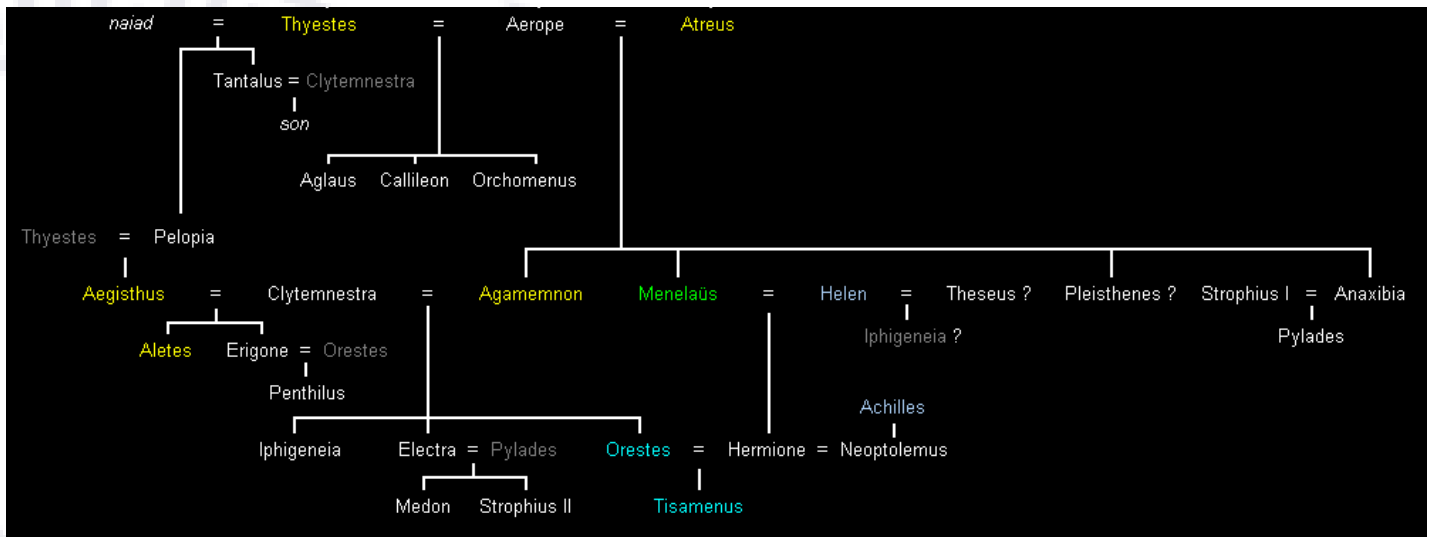 naiad = Thyestes = Aerope = Atreus
Tantalus = Clytemnestra
son
Aglaus Callileon Orchomenus
Thyestes = Pelopia
Aegisthus = Clytemnestra = Agamemnon Menelaüs = Helen = Theseus ? Pleisthenes ? Strophius I = Anaxibia
Iphigeneia ? Pylades
Aletes Erigone = Orestes
Penthilus
Achilles
Iphigeneia Electra = Pylades Orestes = Hermione = Neoptolemus
Medon Strophius II Tisamenus